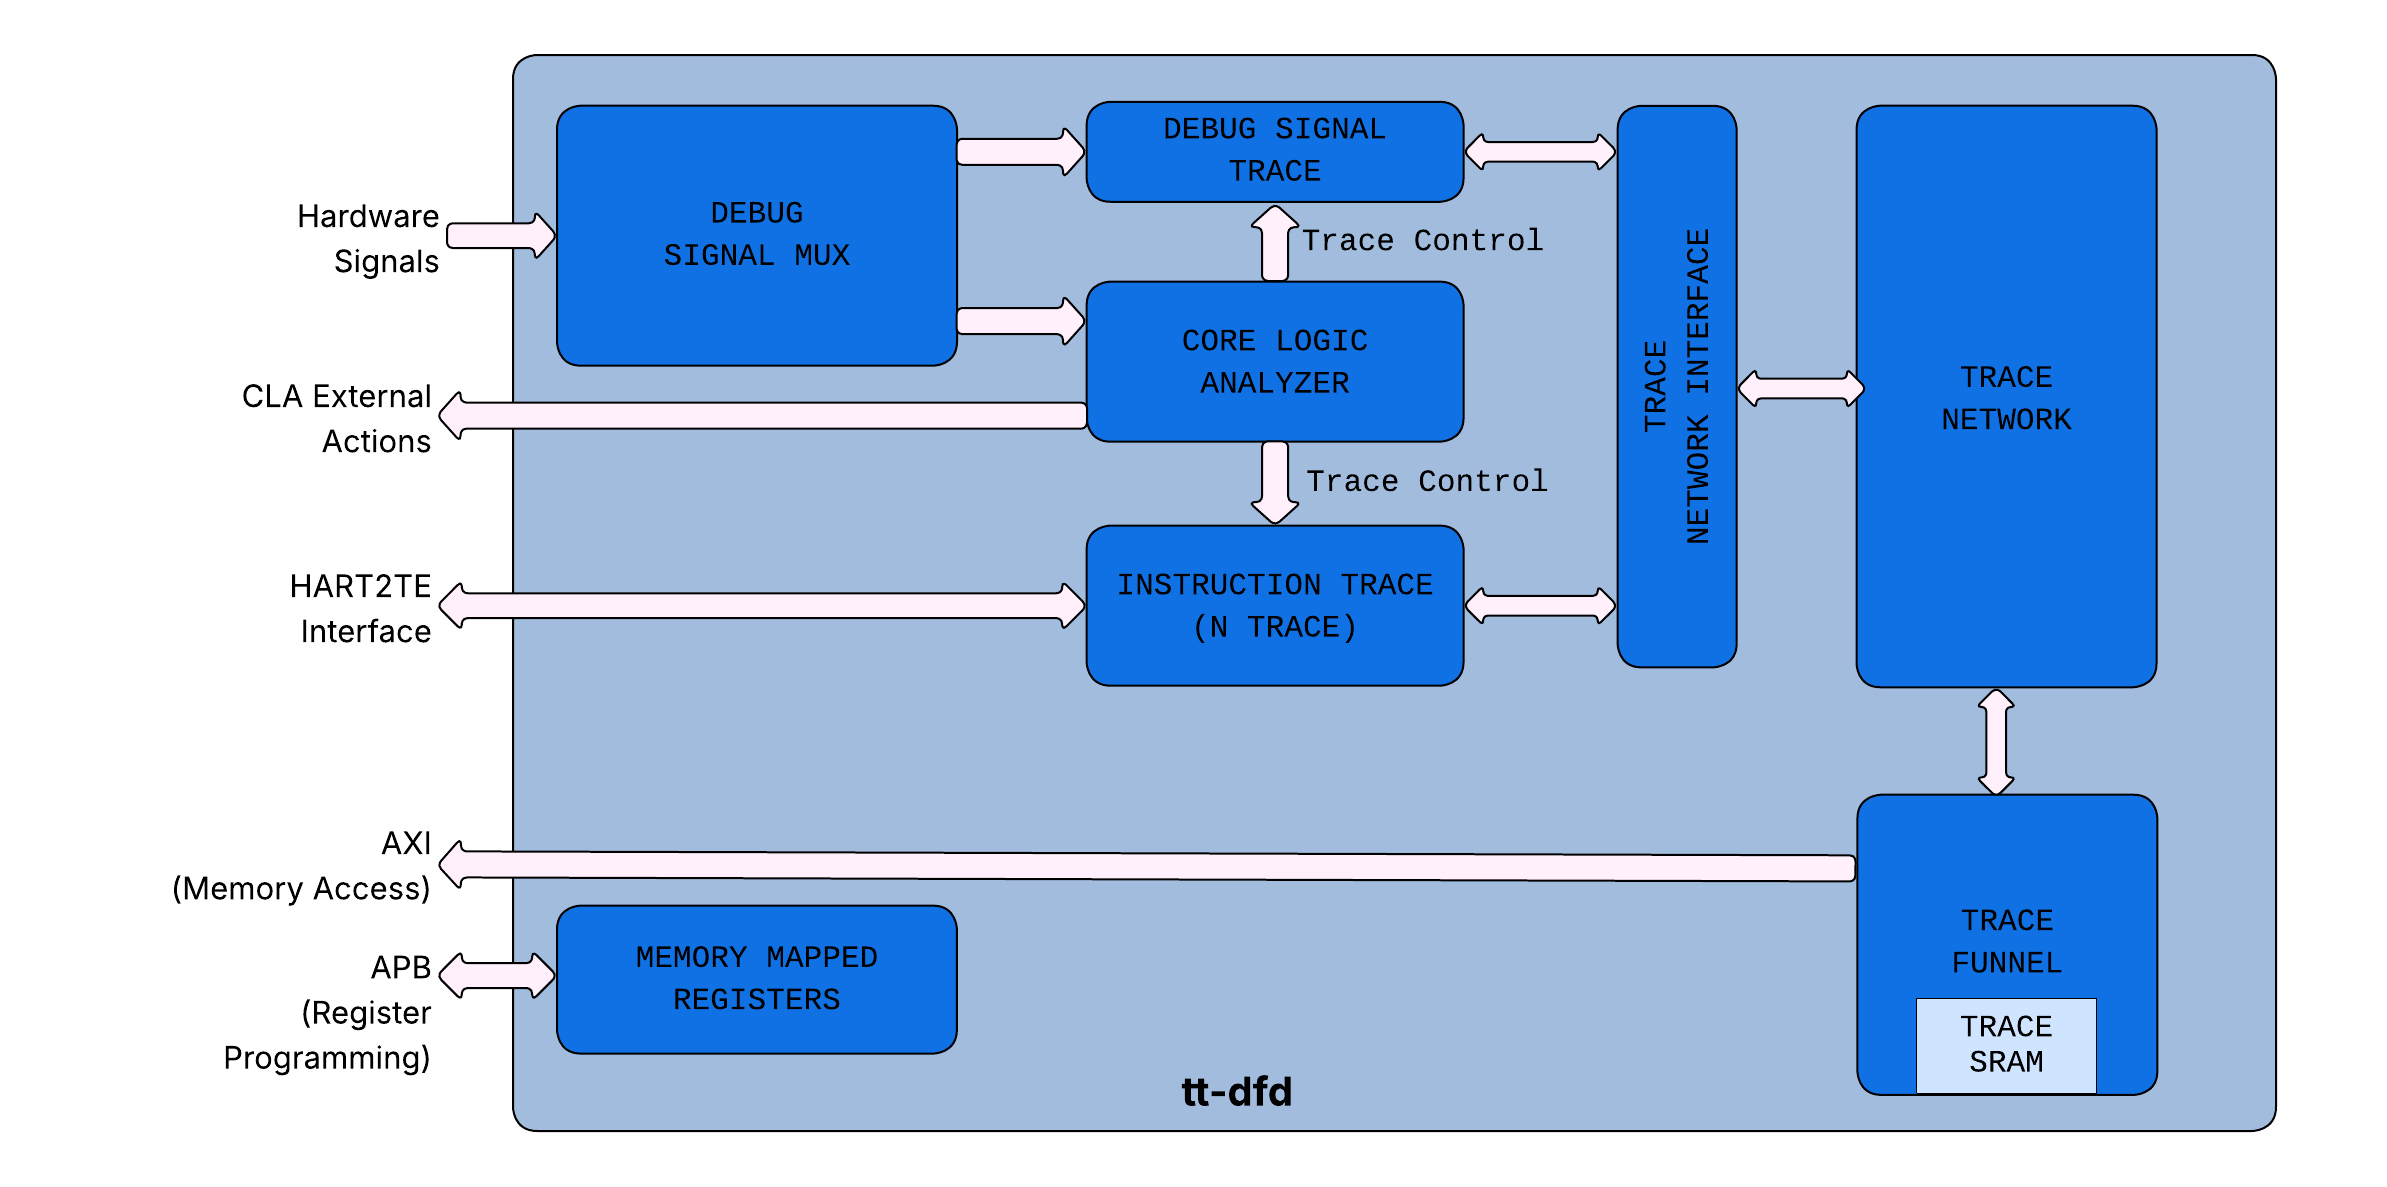 Hardware
Signals
CLA External
Actions
HART2TE
Interface
AXI
(Memory Access)
APB
(Register
Programming)
DEBUG
SIGNAL MUX
DEBUG SIGNAL
TRACE
Trace Control
CORE LOGIC
ANALYZER
Trace Control
INSTRUCTION TRACE
(N TRACE)
TRACE
NETWORK INTERFACE
TRACE
NETWORK
MEMORY MAPPED
REGISTERS
TRACE
FUNNEL
TRACE
SRAM
tt-dfd